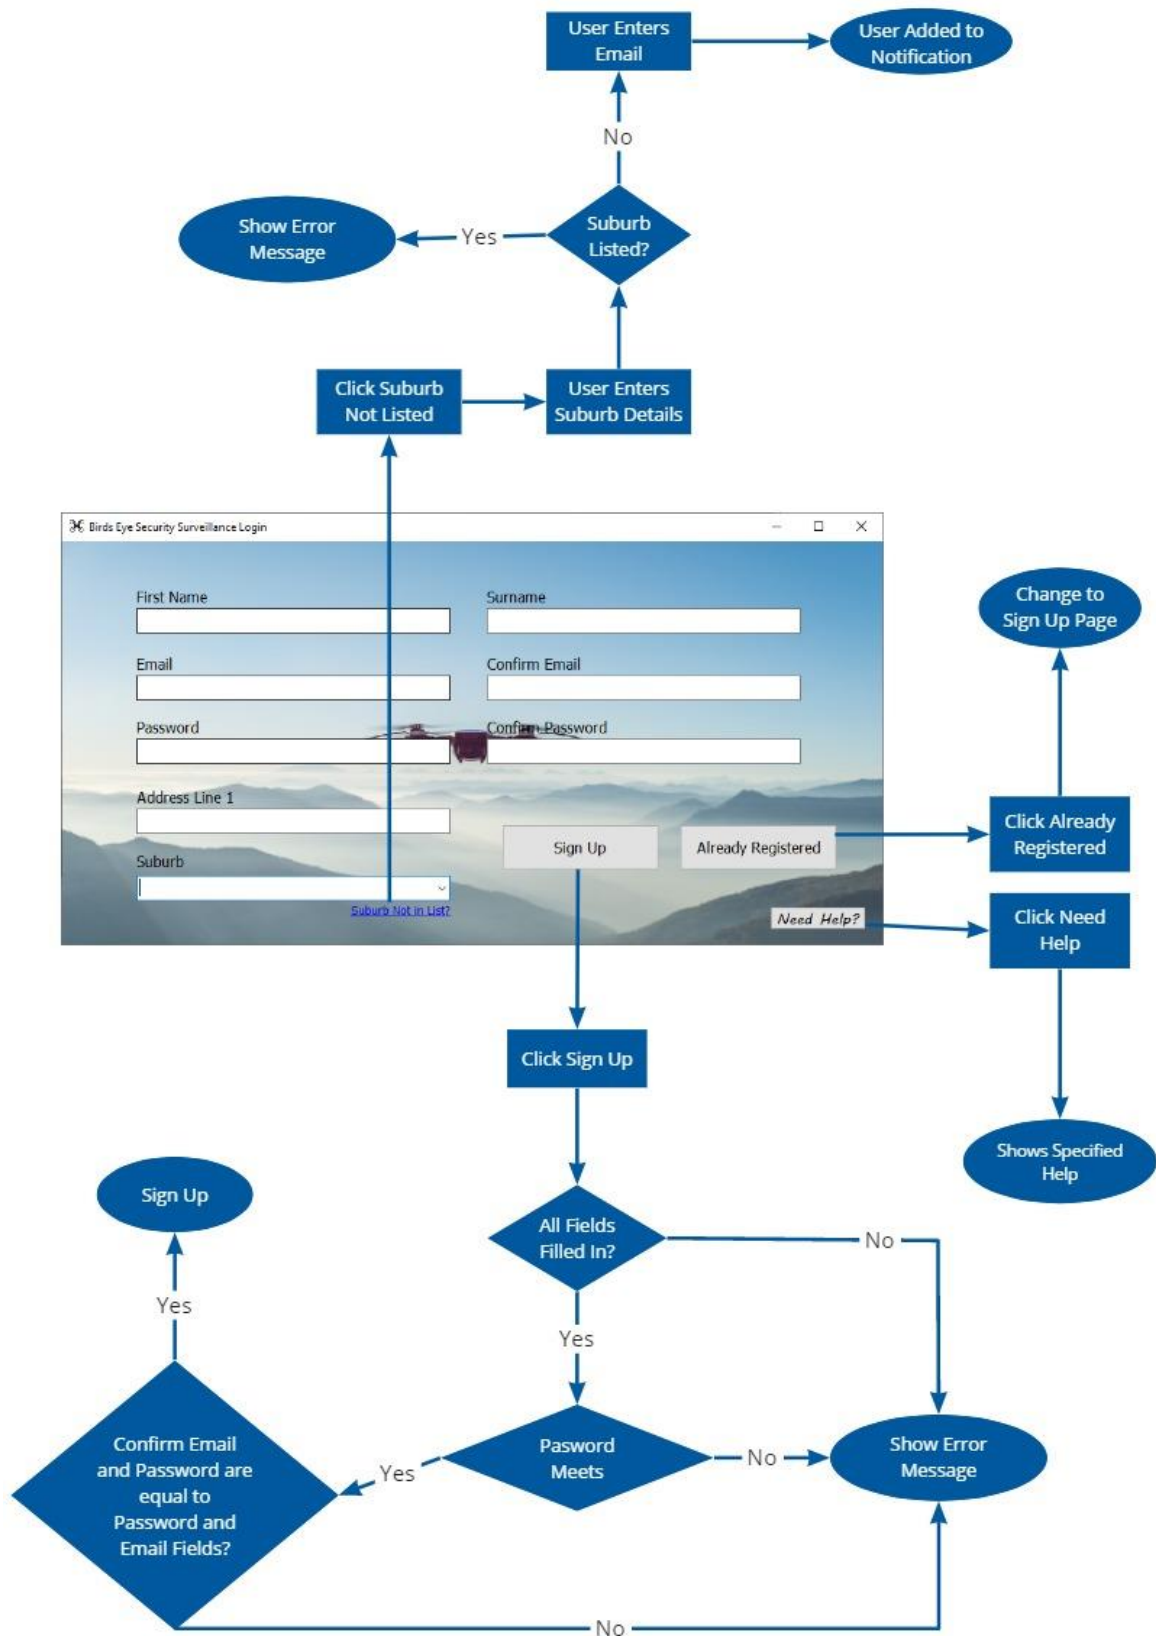 User Enters
Email
User Added to
Notification
No
Show Error
Message
Yes
Suburb
Listed?
Click Suburb
Not Listed
User Enters
Suburb Details
Birds Eye Security Surveillance Login
First Name
Surname
Email
Confirm Email
Password
Confirm Password
Address Line 1
Suburb
Suburb Not in List?
Sign Up
Already Registered
Need Help?
Change to
Sign Up Page
Click Already
Registered
Click Need
Help
Shows Specified
Help
Click Sign Up
Sign Up
All Fields
Filled In?
No
Yes
Yes
Confirm Email
and Password are
equal to
Password and
Email Fields?
Yes
Pasword
Meets
No
Show Error
Message
No